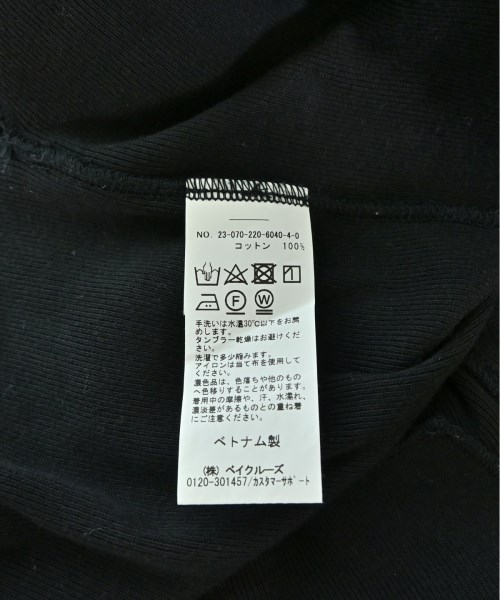 NO. 23-070-220-6040-4-0
コットン 100%
F W
手洗いは水温30℃以下をお薦
めします。
タンブラー乾燥はお避けくだ
さい。
洗濯で多少縮みます。
アイロンは当て布を使用して
ください。
濃色品は、色落ちや他のもの
へ色移りすることがあります。
着用中の摩擦や、汗、水濡れ、
濃淡差があるものとの重ね着
にご注意ください。
ベトナム製
(株) ベイクルーズ
0120-301457/カスタマーサポート